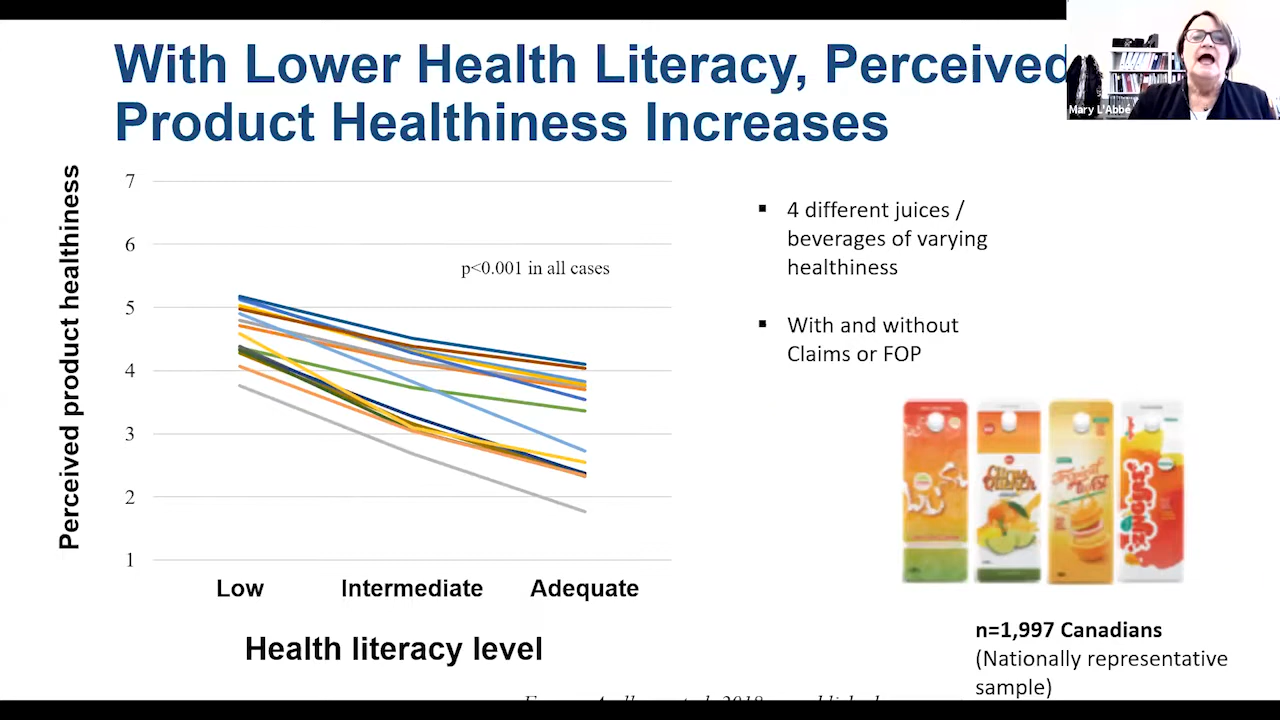 With Lower Health Literacy, Perceived
Product Healthiness Increases
Mary L'Abbé
Perceived product healthiness
7
6
5
4
3
2
1
p<0.001 in all cases
Low Intermediate Adequate
Health literacy level
▪ 4 different juices /
beverages of varying
healthiness
▪ With and without
Claims or FOP
Citrus
n=1,997 Canadians
(Nationally representative
sample)